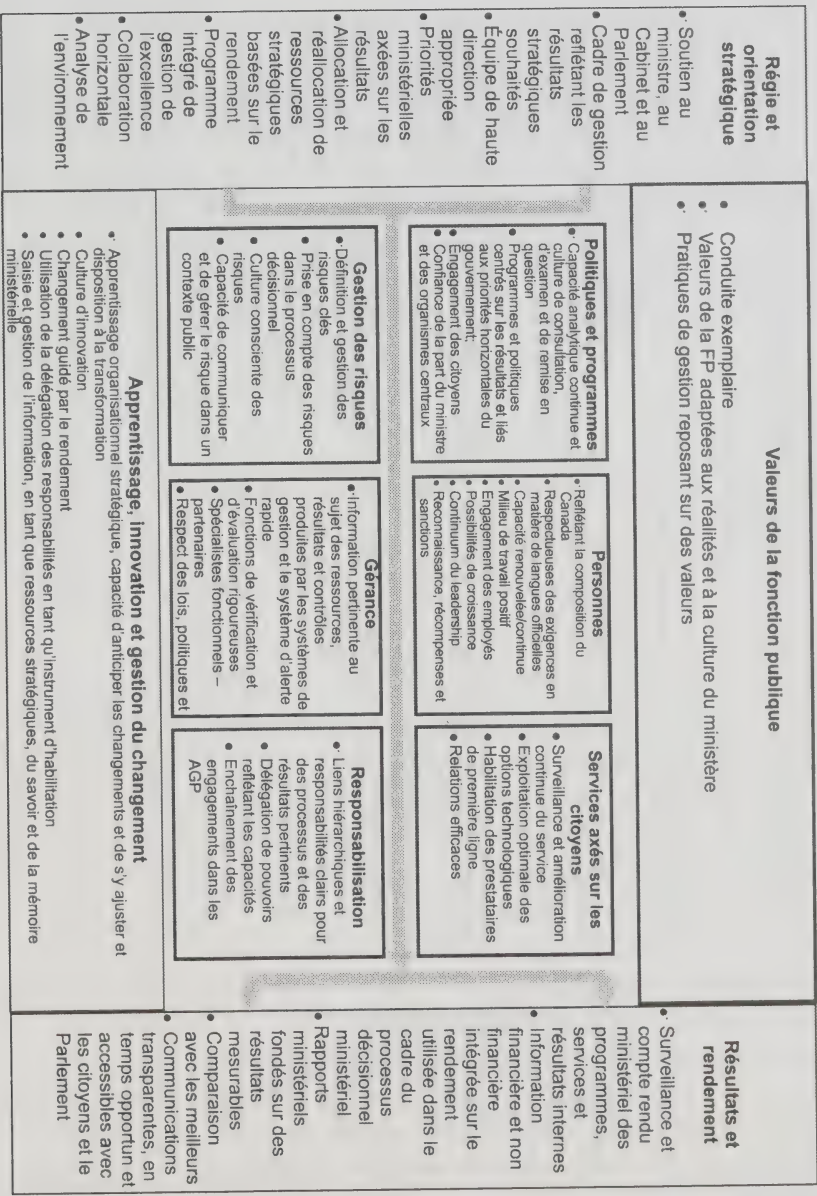 Régie et
orientation
stratégique
• Soutien au
ministre, au
Cabinet et au
Parlement
• Cadre de gestion
reflétant les
résultats
stratégiques
souhaités
• Équipe de haute
direction
appropriée
• Priorités
ministérielles
axées sur les
résultats
• Allocation et
réallocation de
ressources
stratégiques
basées sur le
rendement
• Programme
intégré de
gestion de
l'excellence
• Collaboration
horizontale
• Analyse de
l'environnement
Valeurs de la fonction publique
• Conduite exemplaire
• Valeurs de la FP adaptées aux réalités et à la culture du ministère
• Pratiques de gestion reposant sur des valeurs
Politiques et programmes
• Capacité analytique continue et
culture de consultation,
d'examen et de remise en
question
• Programmes et politiques
centrés sur les résultats et liés
aux priorités horizontales du
gouvernement;
• Engagement des citoyens
• Confiance de la part du ministre
et des organismes centraux
Personnes
• Reflétant la composition du
Canada
• Respectueuses des exigences en
matière de langues officielles
• Capacité renouvelée/continue
• Milieu de travail positif
• Engagement des employés
• Possibilités de croissance
• Continuum du leadership
• Reconnaissance, récompenses et
sanctions
Services axés sur les
citoyens
• Surveillance et amélioration
continue du service
• Exploitation optimale des
options technologiques
• Habilitation des prestataires
de première ligne
• Relations efficaces
Gestion des risques
• Définition et gestion des
risques clés
• Prise en compte des risques
dans le processus
décisionnel
• Culture consciente des
risques
• Capacité de communiquer
et de gérer le risque dans un
contexte public
Gérance
• Information pertinente au
sujet des ressources,
résultats et contrôles
produites par les systèmes de
gestion et le système d'alerte
rapide
• Fonctions de vérification et
d'évaluation rigoureuses
• Spécialistes fonctionnels –
partenaires
• Respect des lois, politiques et
Responsabilisation
• Liens hiérarchiques et
responsabilités clairs pour
des processus et des
résultats pertinents
• Délégation de pouvoirs
reflétant les capacités
• Enchaînement des
engagements dans les
AGP
Apprentissage, innovation et gestion du changement
• Apprentissage organisationnel stratégique, capacité d'anticiper les changements et de s'y ajuster et
disposition à la transformation
• Culture d'innovation
• Changement guidé par le rendement
• Utilisation de la délégation des responsabilités en tant qu'instrument d'habilitation
• Saisie et gestion de l'information, en tant que ressources stratégiques, du savoir et de la mémoire
ministérielle
Résultats et
rendement
• Surveillance et
compte rendu
ministériel des
programmes,
services et
résultats internes
• Information
financière et non
financière
intégrée sur le
rendement
utilisée dans le
cadre du
processus
décisionnel
ministériel
• Rapports
ministériels
fondés sur des
résultats
mesurables
• Comparaison
avec les meilleurs
• Communications
transparentes, en
temps opportun et
accessibles avec
les citoyens et le
Parlement